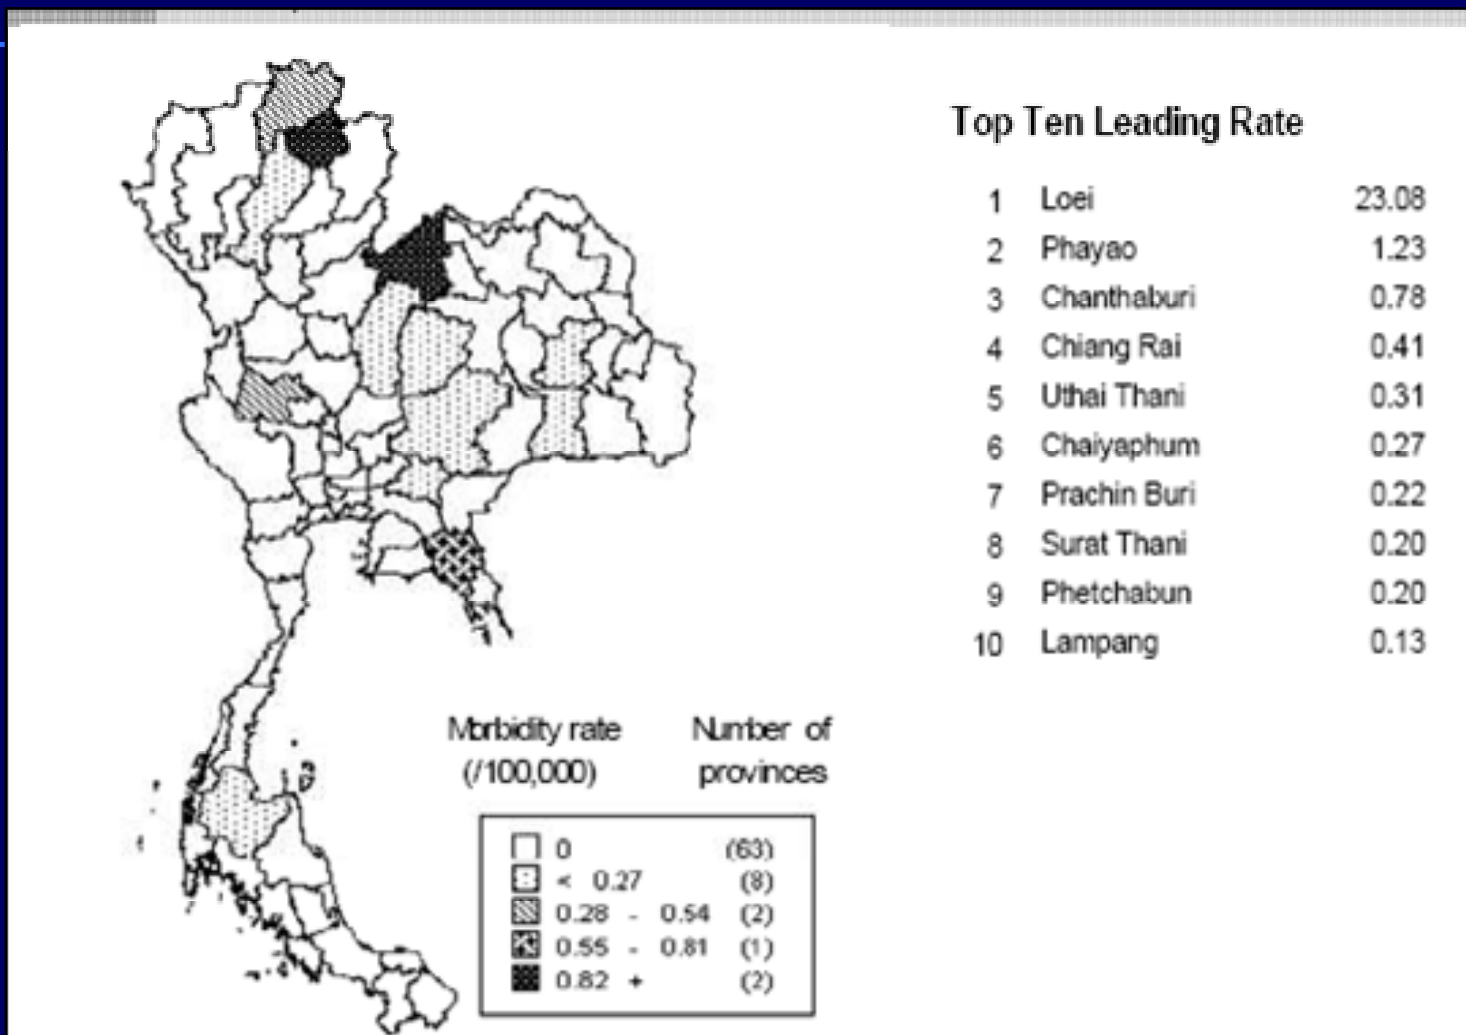 Top Ten Leading Rate
1 Loei 23.08
2 Phayao 1.23
3 Chanthaburi 0.78
4 Chiang Rai 0.41
5 Uthai Thani 0.31
6 Chaiyaphum 0.27
7 Prachin Buri 0.22
8 Surat Thani 0.20
9 Phetchabun 0.20
10 Lampang 0.13
Morbidity rate Number of
(/100,000) provinces
0 (63)
< 0.27 (8)
0.28 - 0.54 (2)
0.55 - 0.81 (1)
0.82 + (2)